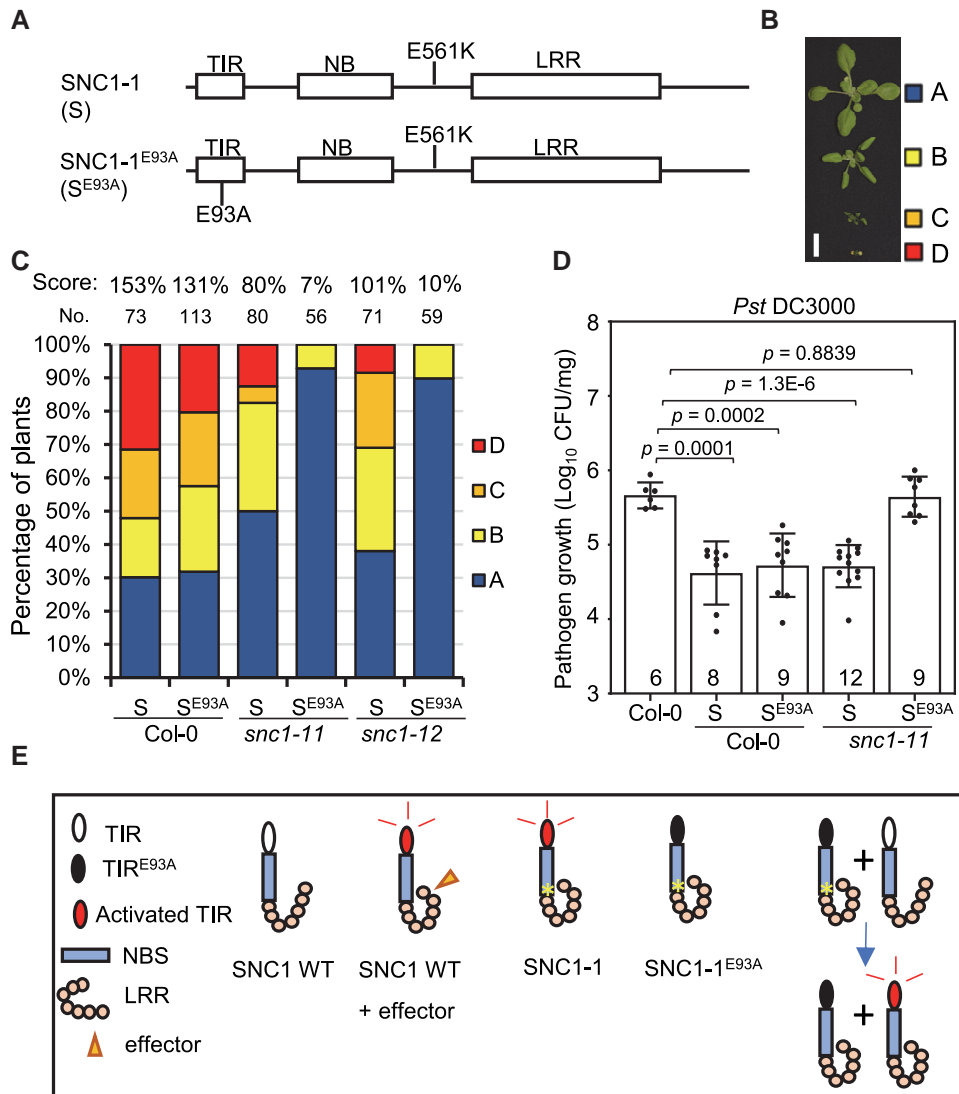 A
TIR
NB
E561K
LRR
SNC1-1
(S)
TIR
NB
E561K
LRR
SNC1-1E93A
(SE93A)
E93A
B
A
B
C
D
C
Score: 153% 131% 80% 7% 101% 10%
No. 73 113 80 56 71 59
Percentage of plants
100%
90%
80%
70%
60%
50%
40%
30%
20%
10%
0%
D
C
B
A
S SE93A S SE93A S SE93A
Col-0 snc1-11 snc1-12
D
Pst DC3000
Pathogen growth (Log10 CFU/mg)
8
7
6
5
4
3
p = 0.8839
p = 1.3E-6
p = 0.0002
p = 0.0001
6 8 9 12 9
Col-0 S SE93A S SE93A
Col-0 snc1-11
E
TIR
TIRE93A
Activated TIR
NBS
LRR
effector
SNC1 WT
SNC1 WT
+ effector
SNC1-1
SNC1-1E93A
+
+